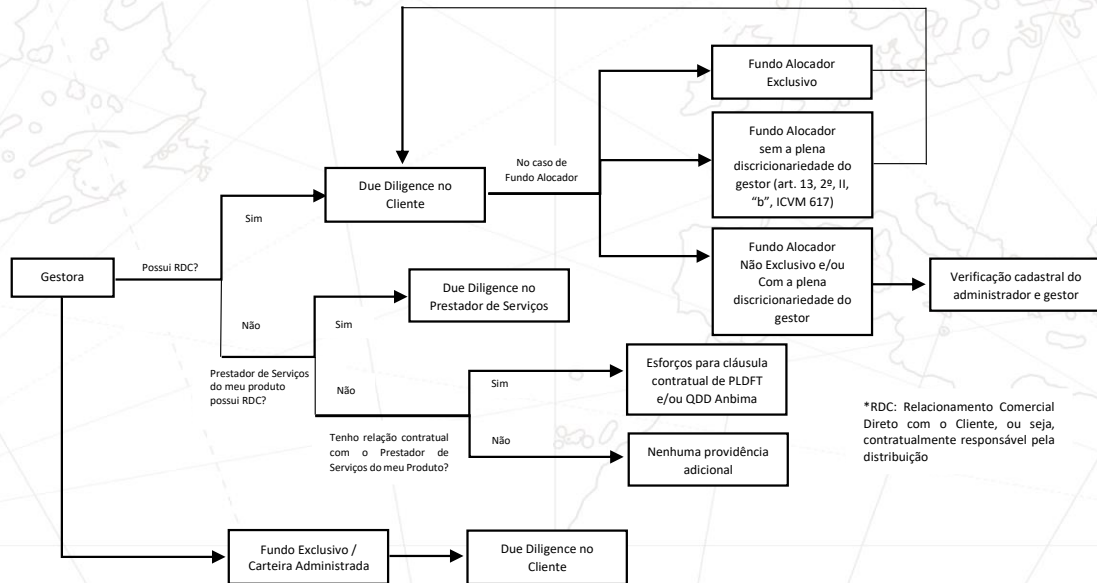 Fundo Alocador
Exclusivo
Fundo Alocador
sem a plena
discricionariedade do
gestor (art. 13, 2º, II,
“b”, ICVM 617)
No caso de
Fundo Alocador
Due Diligence no
Cliente
Sim
Fundo Alocador
Não Exclusivo e/ou
Com a plena
discricionariedade do
gestor
Verificação cadastral do
administrador e gestor
Gestora
Possui RDC?
Due Diligence no
Prestador de Serviços
Não
Sim
Prestador de Serviços
do meu produto
possui RDC?
Não
Esforços para cláusula
contratual de PLDFT
e/ou QDD Anbima
Sim
*RDC: Relacionamento Comercial
Direto com o Cliente, ou seja,
contratualmente responsável pela
distribuição
Tenho relação contratual
com o Prestador de
Serviços do meu Produto?
Não
Nenhuma providência
adicional
Fundo Exclusivo /
Carteira Administrada
Due Diligence no
Cliente